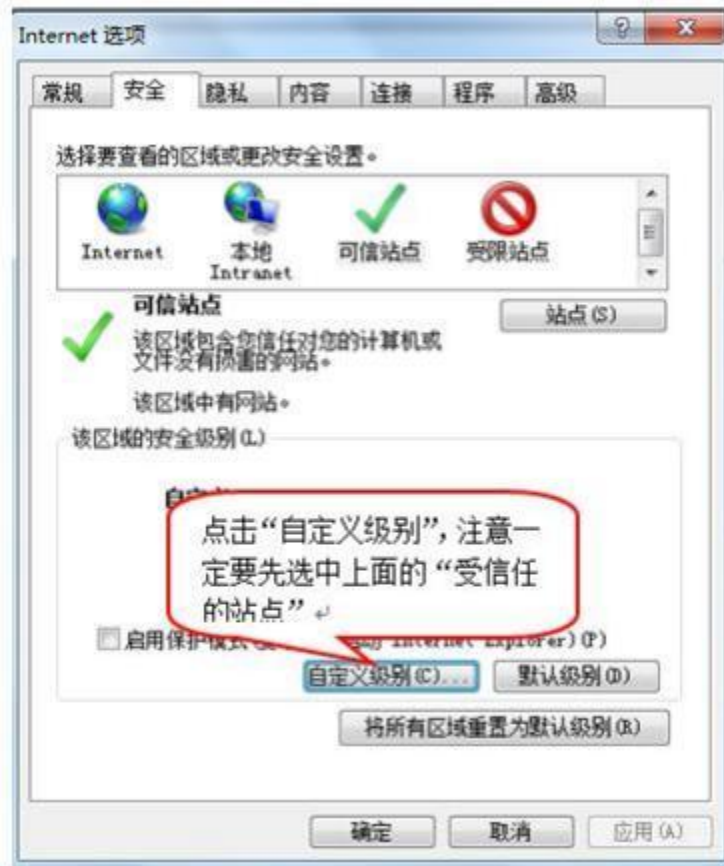 Internet 选项
常规 安全 隐私 内容 连接 程序 高级
选择要查看的区域或更改安全设置。
Internet 本地 可信站点 受限站点
Intranet
可信站点
站点(S)
该区域包含您信任对您的计算机或
文件没有损害的网站。
该区域中有网站。
该区域的安全级别(L)
点击“自定义级别”,注意一
定要先选中上面的“受信任
的站点”
启用保护模式 Internet Explorer)(P)
自定义级别(C)... 默认级别(D)
将所有区域重置为默认级别(R)
确定 取消 应用(A)